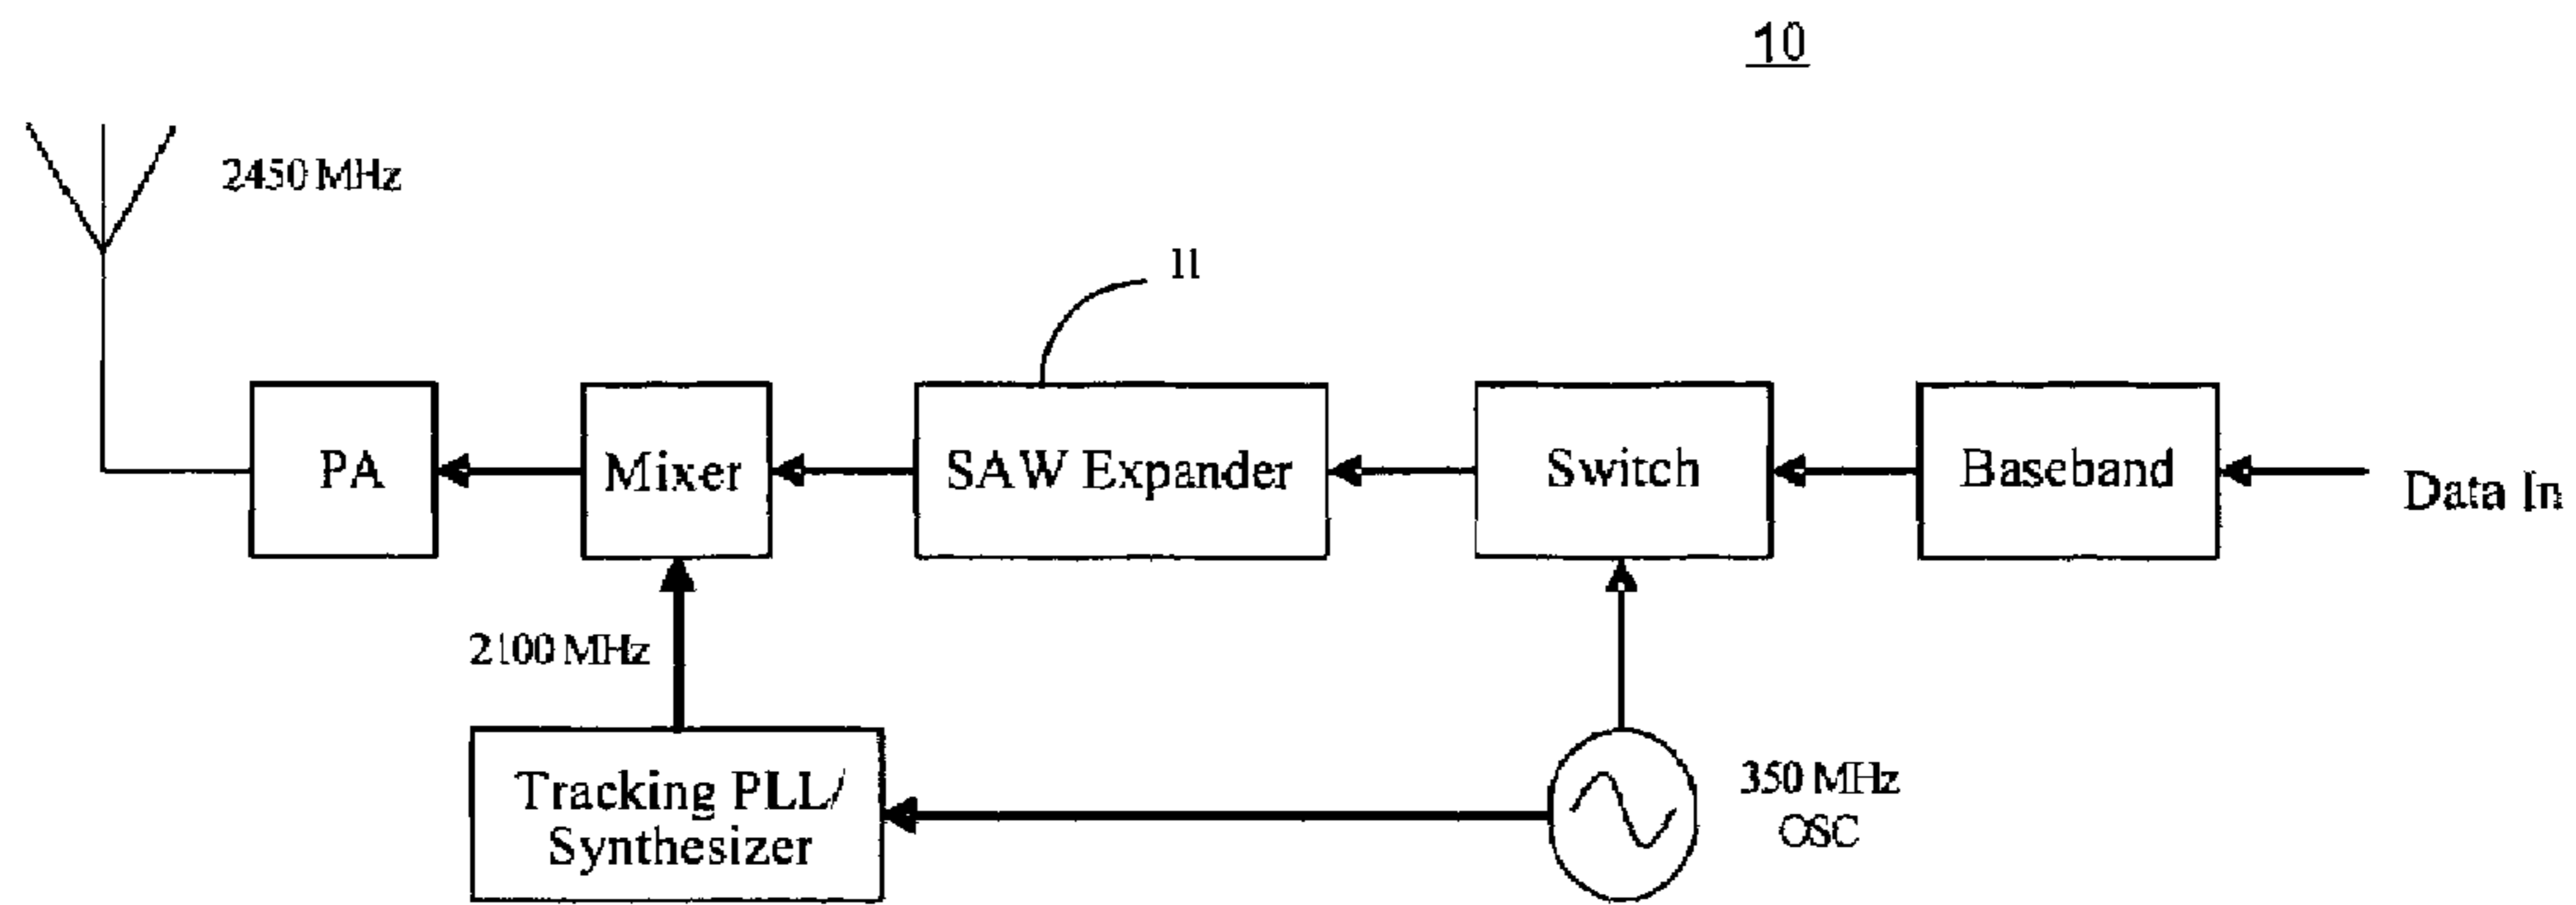 10
2450 MHz
11
PA
Mixer
SAW Expander
Switch
Baseband
Data In
2100 MHz
Tracking PLL/
Synthesizer
350 MHz
OSC